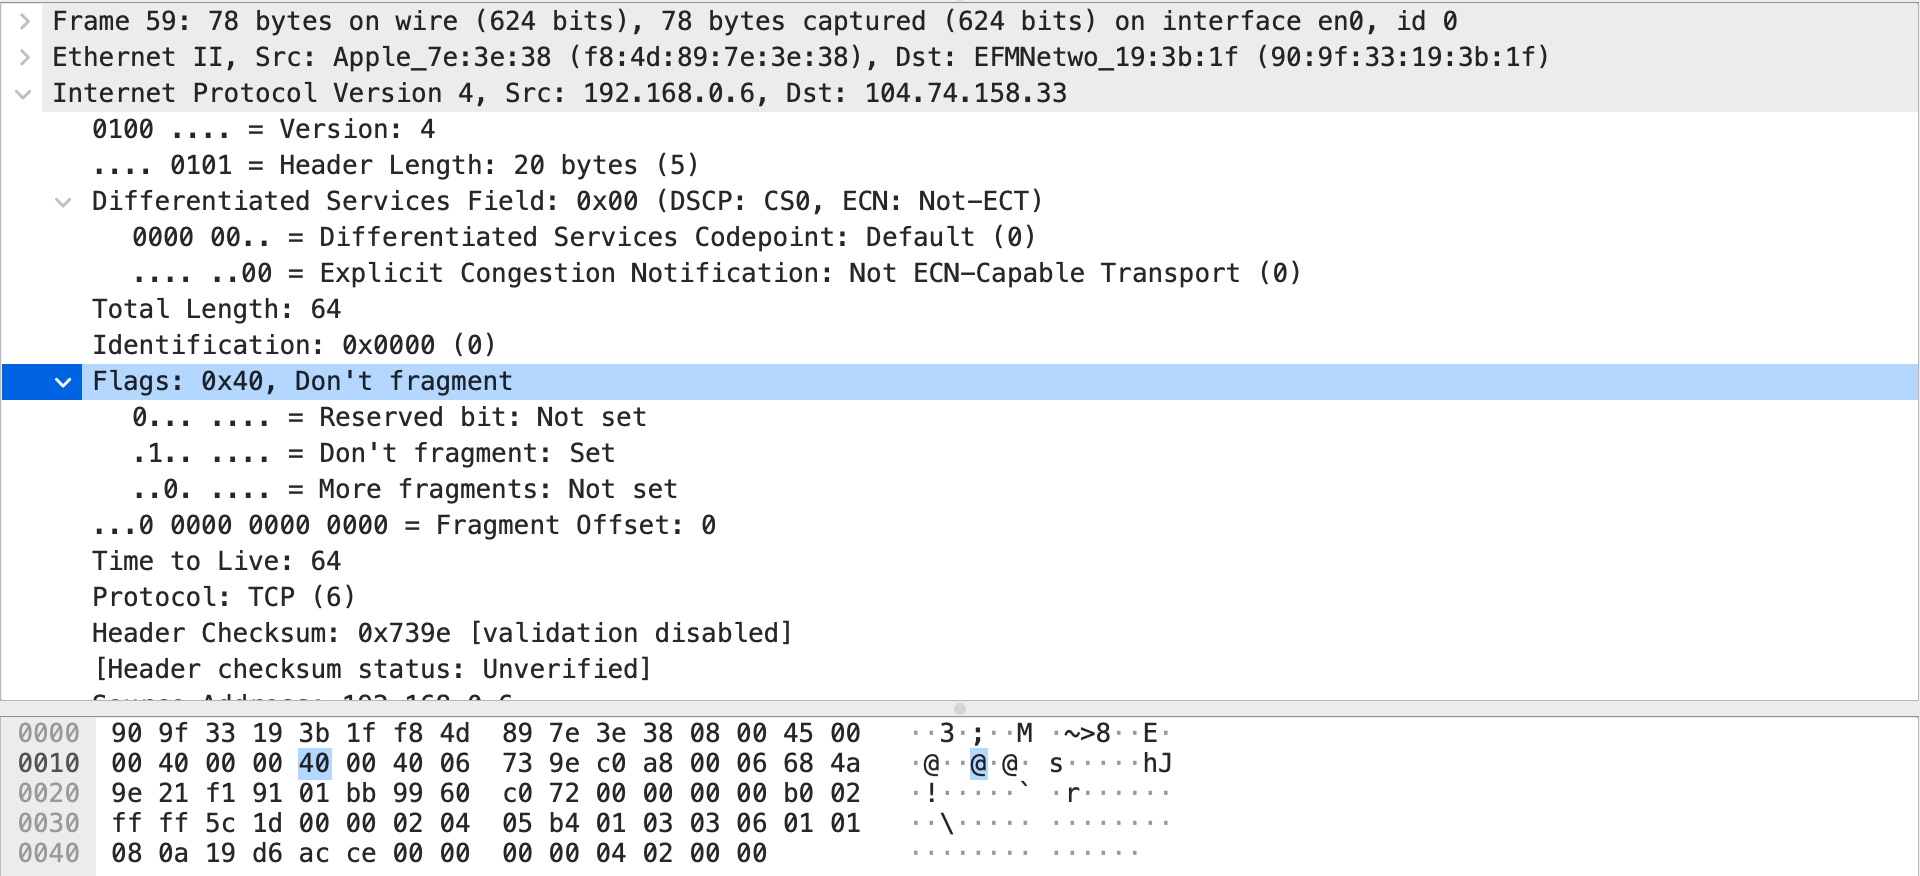 Frame 59: 78 bytes on wire (624 bits), 78 bytes captured (624 bits) on interface en0, id 0
Ethernet II, Src: Apple_7e:3e:38 (f8:4d:89:7e:3e:38), Dst: EFMNetwo_19:3b:1f (90:9f:33:19:3b:1f)
Internet Protocol Version 4, Src: 192.168.0.6, Dst: 104.74.158.33
0100 .... = Version: 4
.... 0101 = Header Length: 20 bytes (5)
Differentiated Services Field: 0x00 (DSCP: CS0, ECN: Not-ECT)
0000 00.. = Differentiated Services Codepoint: Default (0)
.... ..00 = Explicit Congestion Notification: Not ECN-Capable Transport (0)
Total Length: 64
Identification: 0x0000 (0)
Flags: 0x40, Don't fragment
0... .... = Reserved bit: Not set
.1.. .... = Don't fragment: Set
..0. .... = More fragments: Not set
...0 0000 0000 0000 = Fragment Offset: 0
Time to Live: 64
Protocol: TCP (6)
Header Checksum: 0x739e [validation disabled]
[Header checksum status: Unverified]
Source Address: 192.168.0.6
0000 90 9f 33 19 3b 1f f8 4d 89 7e 3e 38 08 00 45 00 ··3·;··M ·~>8··E·
0010 00 40 00 00 40 00 40 06 73 9e c0 a8 00 06 68 4a ·@··@·@· s·····hJ
0020 9e 21 f1 91 01 bb 99 60 c0 72 00 00 00 00 b0 02 ·!·····` ·r······
0030 ff ff 5c 1d 00 00 02 04 05 b4 01 03 03 06 01 01 ··\····· ········
0040 08 0a 19 d6 ac ce 00 00 00 00 04 02 00 00 ········ ······